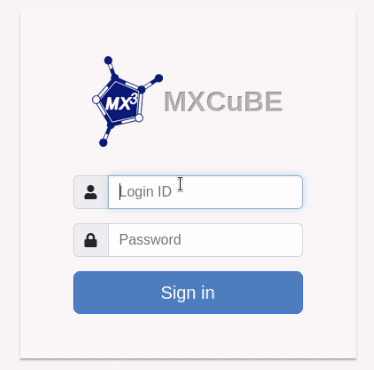 MX3
MXCuBE
Login ID
Password
Sign in